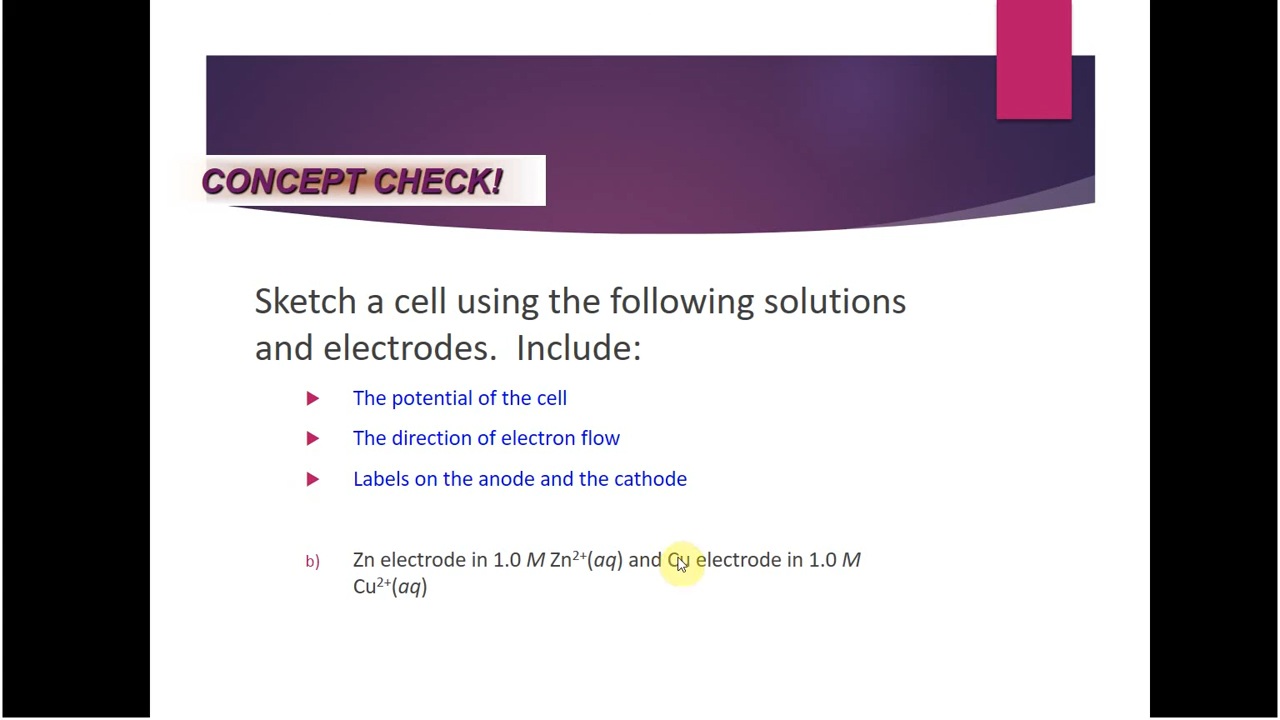 CONCEPT CHECK!
Sketch a cell using the following solutions
and electrodes. Include:
The potential of the cell
The direction of electron flow
Labels on the anode and the cathode
b) Zn electrode in 1.0 M Zn²⁺(aq) and Cu electrode in 1.0 M
Cu²⁺(aq)